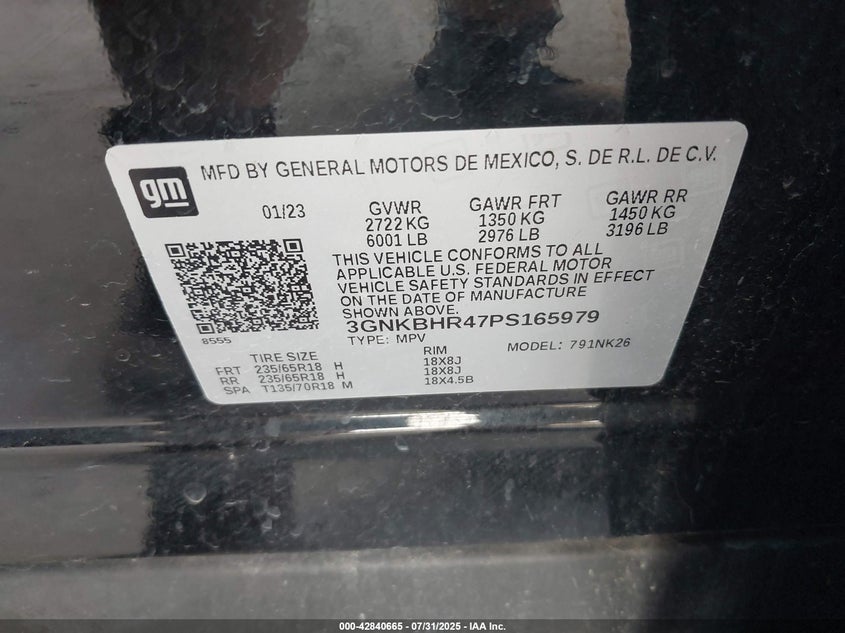 gm
MFD BY GENERAL MOTORS DE MEXICO, S. DE R.L. DE C.V.
01/23 GVWR GAWR FRT GAWR RR
2722 KG 1350 KG 1450 KG
6001 LB 2976 LB 3196 LB
THIS VEHICLE CONFORMS TO ALL
APPLICABLE U.S. FEDERAL MOTOR
VEHICLE SAFETY STANDARDS IN EFFECT
ON THE DATE OF MANUFACTURE
SHOWN ABOVE.
3GNKBHR47PS165979
8555
TYPE: MPV MODEL: 791NK26
TIRE SIZE RIM
FRT 235/65R18 H 18X8J
RR 235/65R18 H 18X8J
SPA T135/70R18 M 18X4.5B
000-42840665 - 07/31/2025 - IAA Inc.